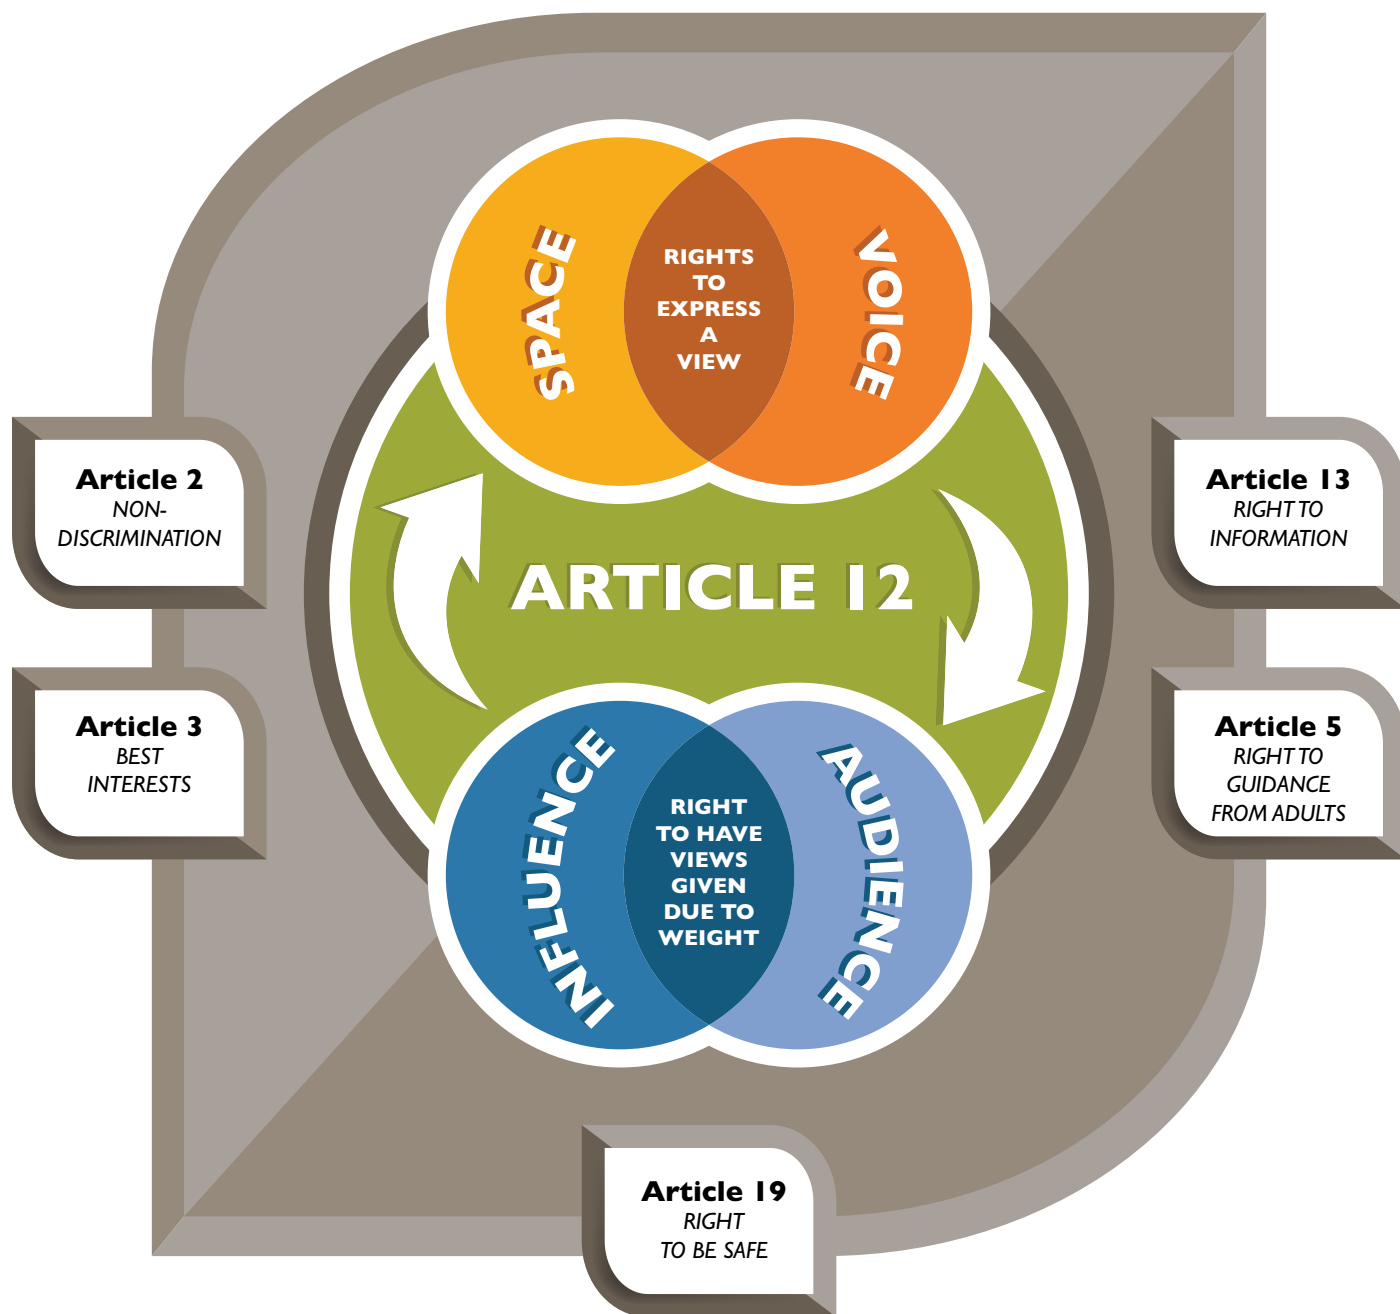 SPACE
RIGHTS
TO
EXPRESS
A
VIEW
VOICE
Article 2
NON-
DISCRIMINATION
Article 13
RIGHT TO
INFORMATION
ARTICLE 12
Article 3
BEST
INTERESTS
Article 5
RIGHT TO
GUIDANCE
FROM ADULTS
INFLUENCE
RIGHT
TO HAVE
VIEWS
GIVEN
DUE TO
WEIGHT
AUDIENCE
Article 19
RIGHT
TO BE SAFE